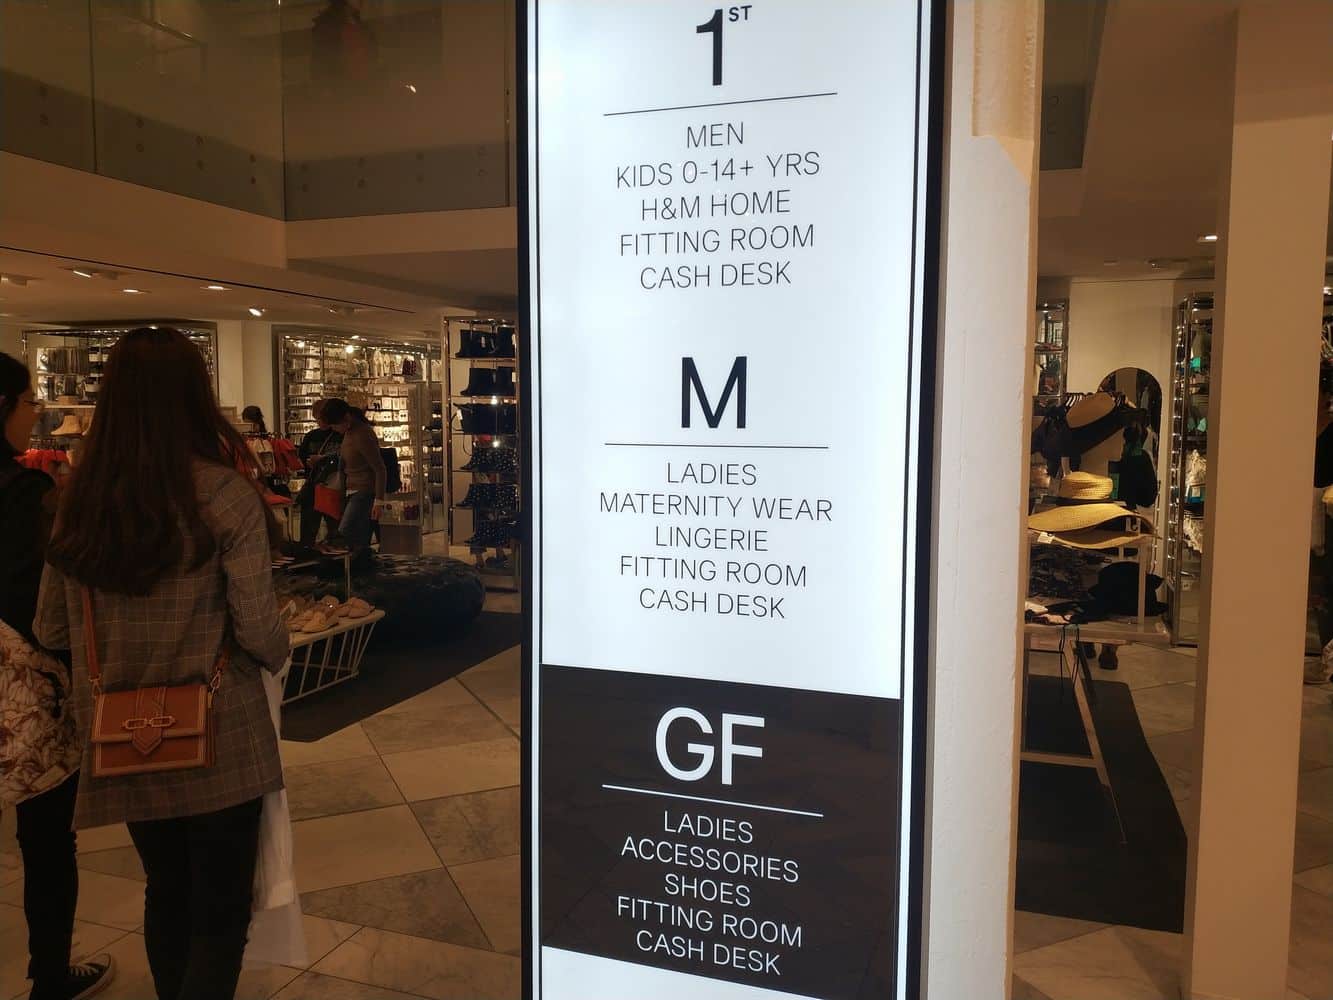 1ST
MEN
KIDS 0-14+ YRS
H&M HOME
FITTING ROOM
CASH DESK
M
LADIES
MATERNITY WEAR
LINGERIE
FITTING ROOM
CASH DESK
GF
LADIES
ACCESSORIES
SHOES
FITTING ROOM
CASH DESK